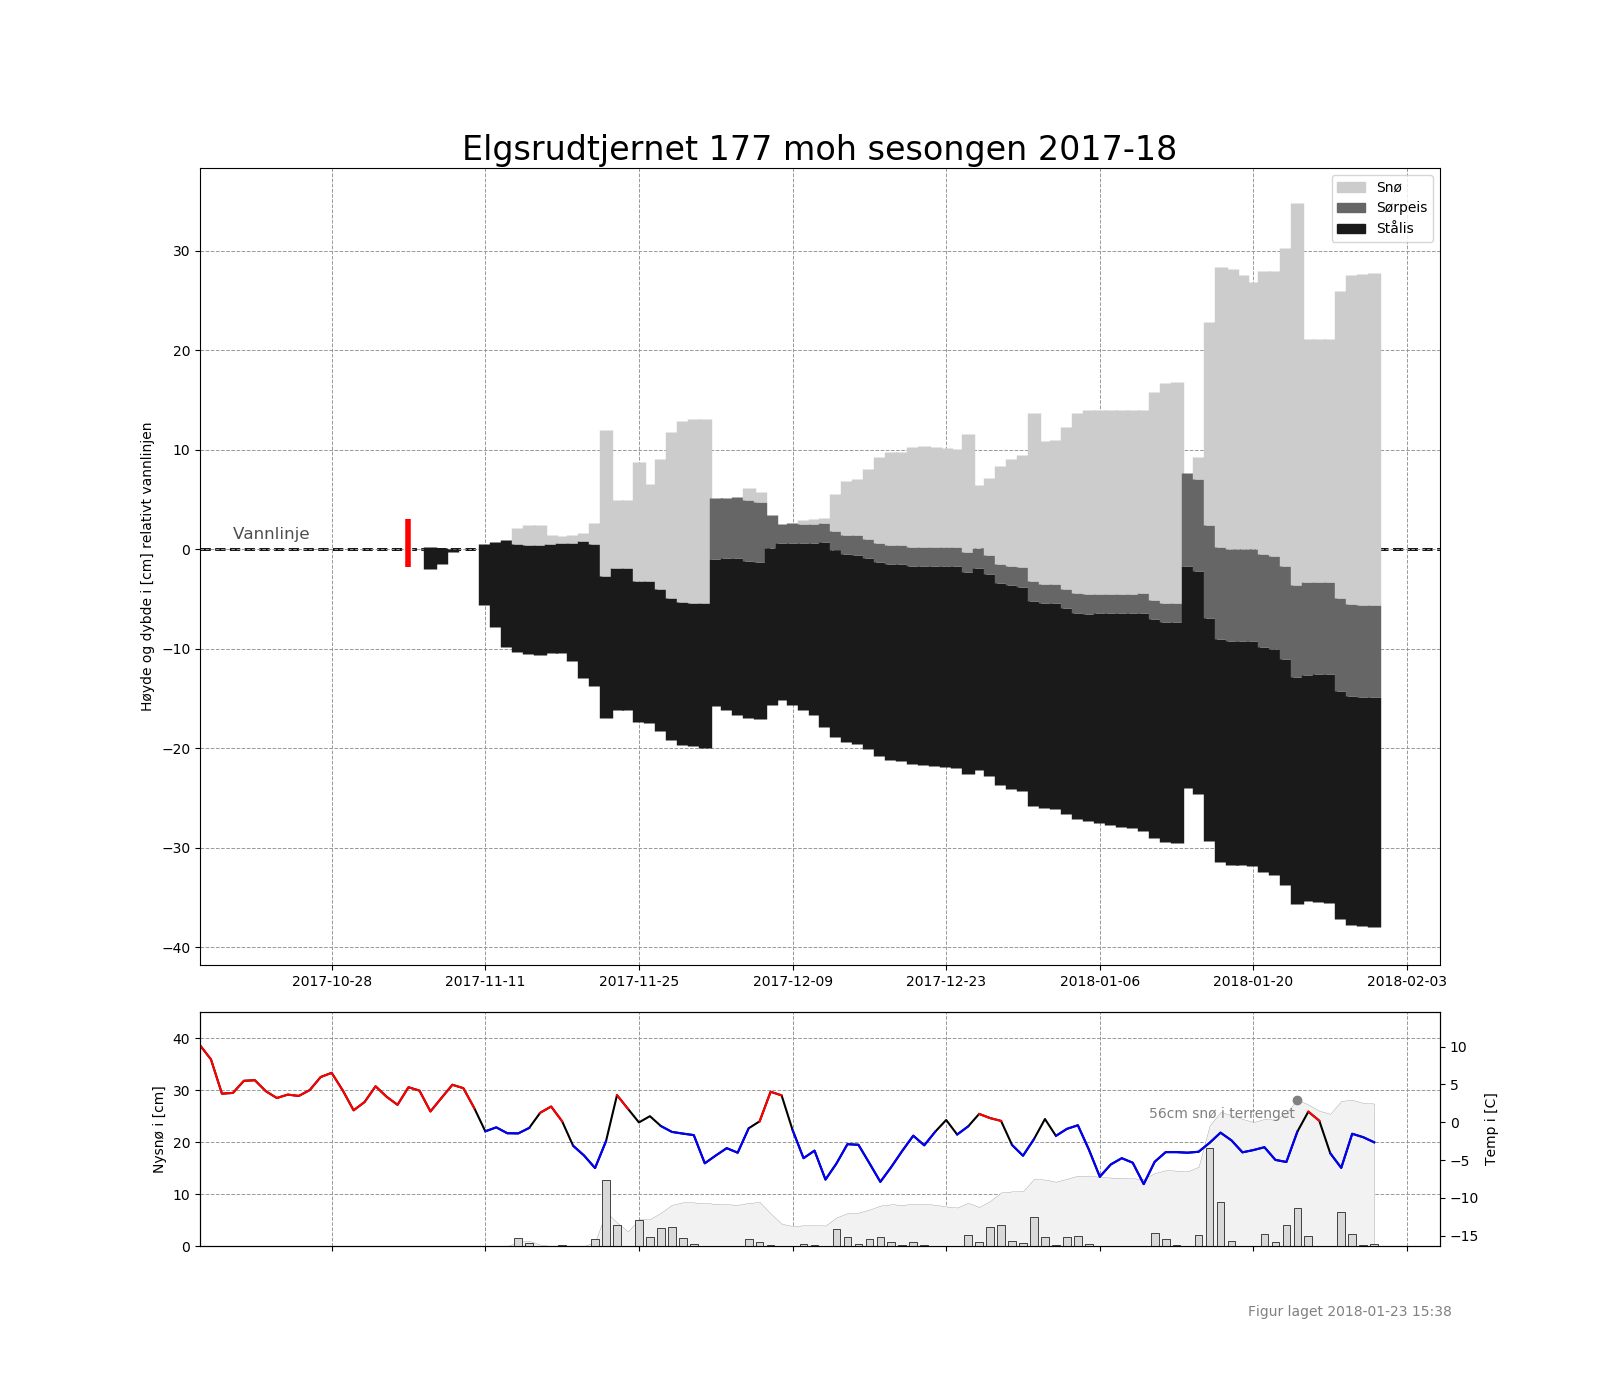 Elgsrudtjernet 177 moh sesongen 2017-18
Snø
Sørpeis
Stålis
Høyde og dybde i [cm] relativt vannlinjen
30
20
10
0
−10
−20
−30
−40
Vannlinje
2017-10-28 2017-11-11 2017-11-25 2017-12-09 2017-12-23 2018-01-06 2018-01-20 2018-02-03
Nysnø i [cm]
40
30
20
10
0
56cm snø i terrenget
10
5
0
−5
−10
−15
Temp i [C]
Figur laget 2018-01-23 15:38